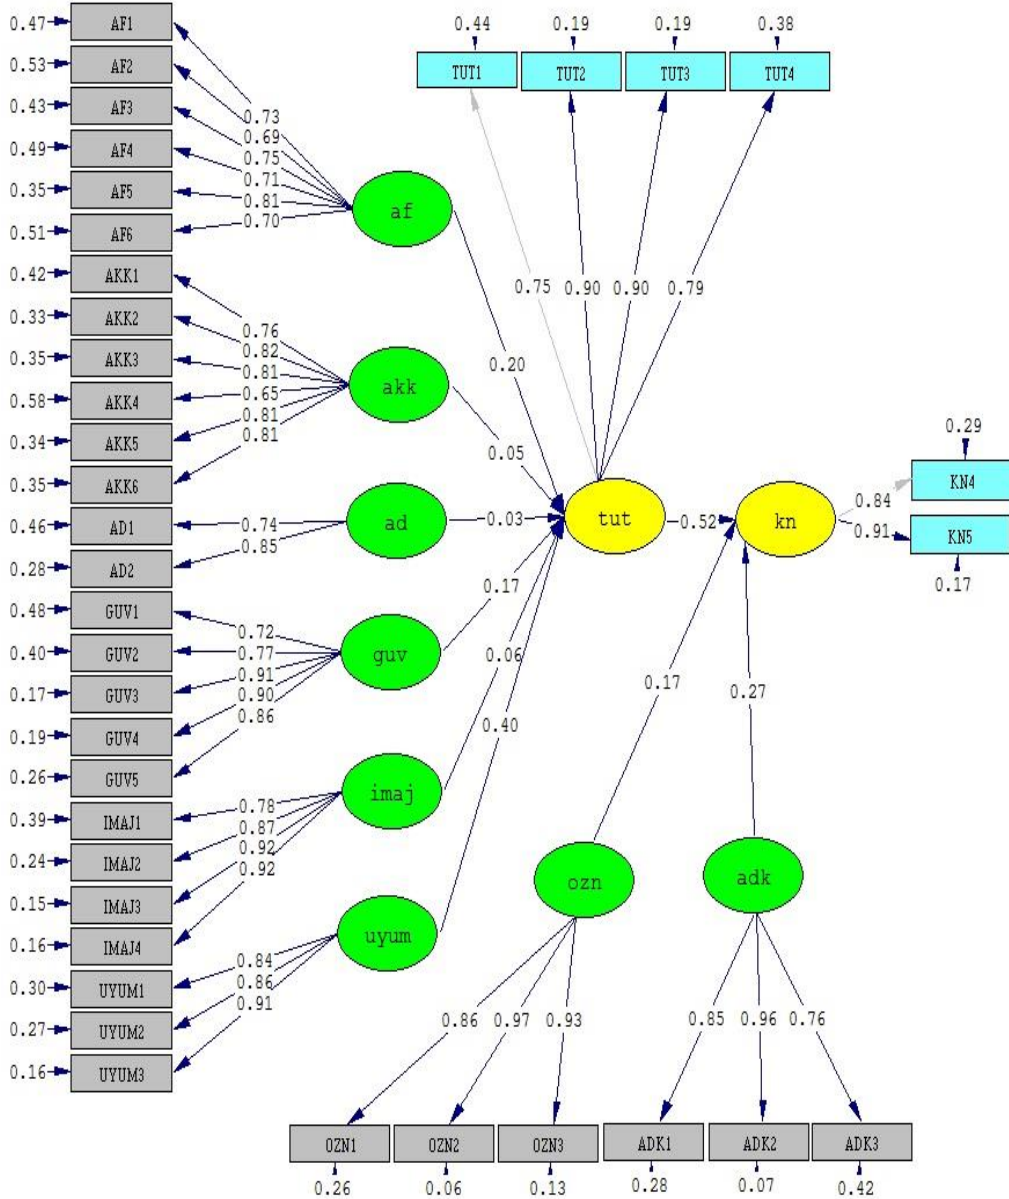 0.44 0.19 0.19 0.38
TUT1 TUT2 TUT3 TUT4
0.47 AF1
0.53 AF2
0.43 AF3
0.49 AF4
0.35 AF5
0.51 AF6
0.73
0.69
0.75
0.71
0.81
0.70
af
0.75 0.90 0.90 0.79
0.20
0.42 AKK1
0.33 AKK2
0.35 AKK3
0.58 AKK4
0.34 AKK5
0.35 AKK6
0.76
0.82
0.81
0.65
0.81
0.81
akk
0.05
0.46 AD1
0.28 AD2
0.74
0.85
ad
0.03
tut
0.52
kn
0.84
0.91
0.29
KN4
KN5
0.17
0.48 GUV1
0.40 GUV2
0.17 GUV3
0.19 GUV4
0.26 GUV5
0.72
0.77
0.91
0.90
0.86
guv
0.17
0.39 IMAJ1
0.24 IMAJ2
0.15 IMAJ3
0.16 IMAJ4
0.78
0.87
0.92
0.92
imaj
0.06
0.30 UYUM1
0.27 UYUM2
0.16 UYUM3
0.84
0.86
0.91
uyum
0.40
0.17 0.27
ozn adk
0.86 0.97 0.93 0.85 0.96 0.76
OZN1 OZN2 OZN3 ADK1 ADK2 ADK3
0.26 0.06 0.13 0.28 0.07 0.42